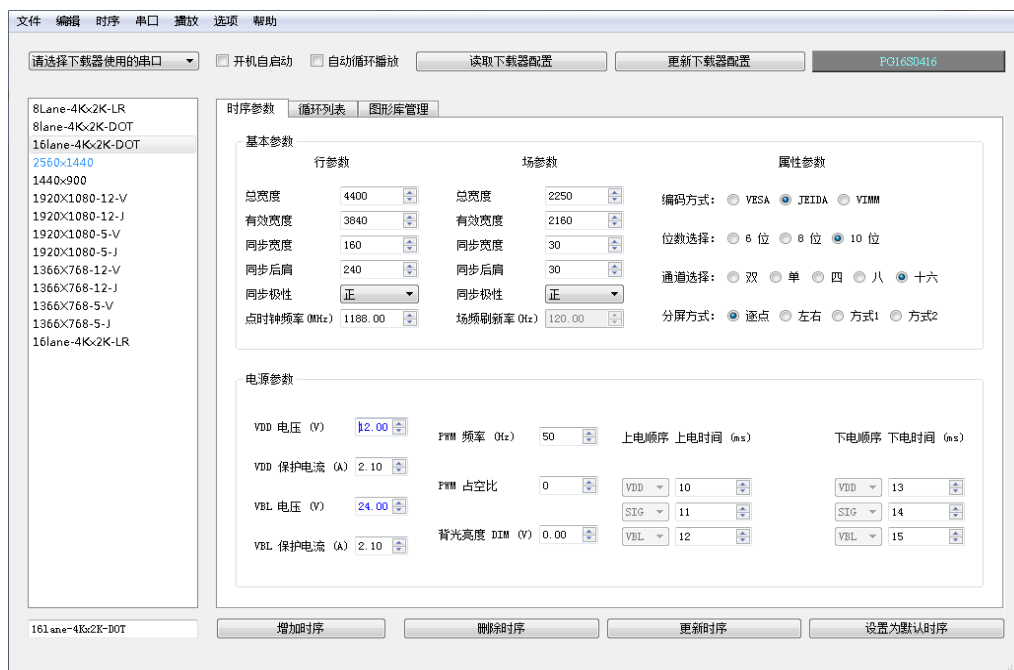 文件 编辑 时序 串口 播放 选项 帮助
请选择下载器使用的串口 开机自启动 自动循环播放 读取下载器配置 更新下载器配置 PG16S0416
8Lane-4Kx2K-LR
8lane-4Kx2K-DOT
16lane-4Kx2K-DOT
2560x1440
1440x900
1920X1080-12-V
1920X1080-12-J
1920X1080-5-V
1920X1080-5-J
1366X768-12-V
1366X768-12-J
1366X768-5-V
1366X768-5-J
16lane-4Kx2K-LR
时序参数 循环列表 图形库管理
基本参数
行参数 场参数 属性参数
总宽度 4400 总宽度 2250 编码方式: VESA JEIDA VIMM
有效宽度 3840 有效宽度 2160
同步宽度 160 同步宽度 30 位数选择: 6 位 8 位 10 位
同步后肩 240 同步后肩 30 通道选择: 双 单 四 八 十六
同步极性 正 同步极性 正
点时钟频率(MHz) 1188.00 场频刷新率(Hz) 120.00 分屏方式: 逐点 左右 方式1 方式2
电源参数
VDD 电压 (V) 12.00 PWM 频率 (Hz) 50 上电顺序 上电时间 (ms) 下电顺序 下电时间 (ms)
VDD 保护电流 (A) 2.10
PWM 占空比 0 VDD 10 VDD 13
VBL 电压 (V) 24.00 SIG 11 SIG 14
背光亮度 DIM (V) 0.00 VBL 12 VBL 15
VBL 保护电流 (A) 2.10
16lane-4Kx2K-DOT 增加时序 删除时序 更新时序 设置为默认时序